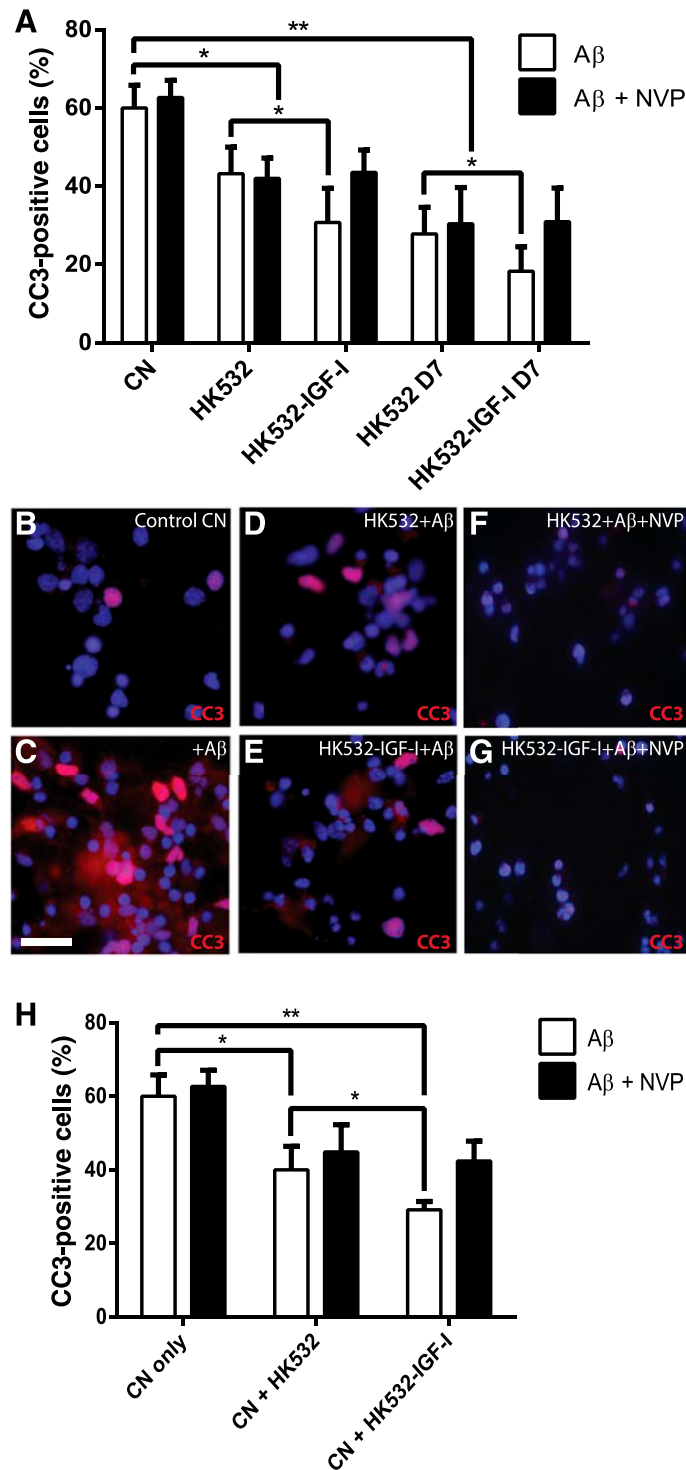 A
CC3-positive cells (%)
80
60
40
20
0
**
*
*
*
Aβ
Aβ + NVP
CN
HK532
HK532-IGF-I
HK532 D7
HK532-IGF-I D7
B
Control CN
CC3
D
HK532+Aβ
CC3
F
HK532+Aβ+NVP
CC3
C
+Aβ
CC3
E
HK532-IGF-I+Aβ
CC3
G
HK532-IGF-I+Aβ+NVP
CC3
H
CC3-positive cells (%)
80
60
40
20
0
**
*
*
Aβ
Aβ + NVP
CN only
CN + HK532
CN + HK532-IGF-I